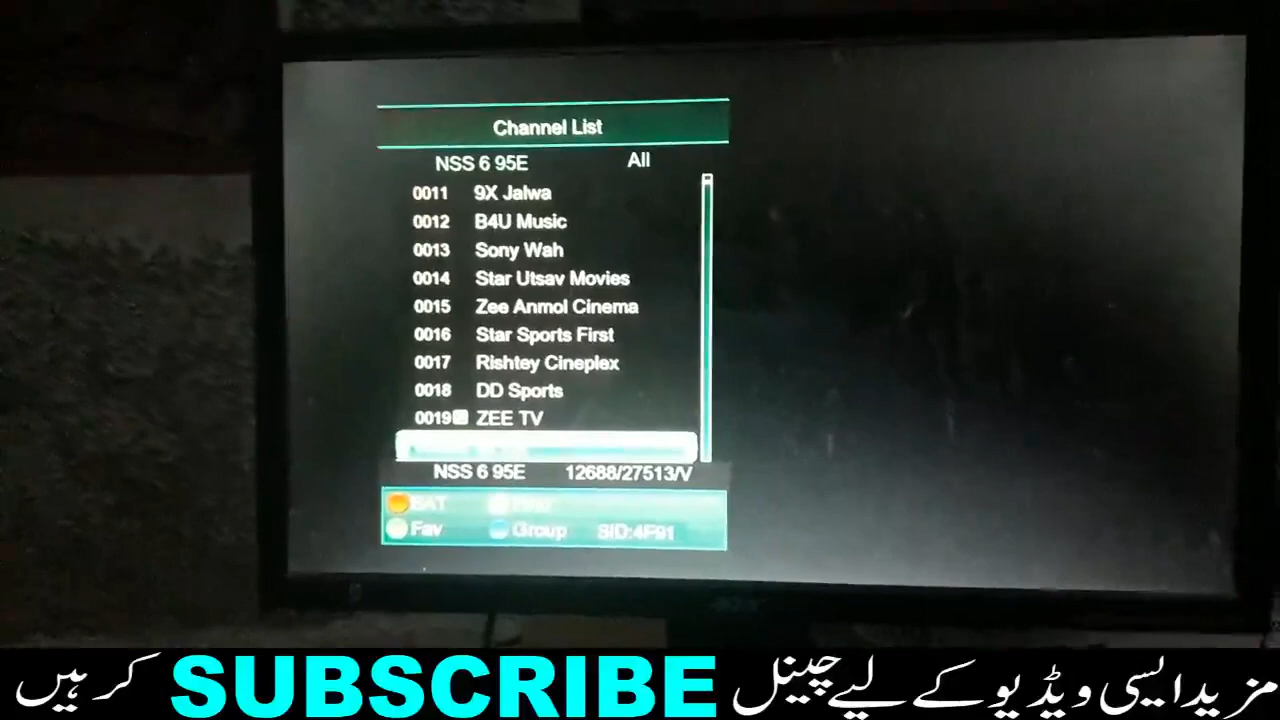 Channel List
NSS 6 95E All
0011 9X Jalwa
0012 B4U Music
0013 Sony Wah
0014 Star Utsav Movies
0015 Zee Anmol Cinema
0016 Star Sports First
0017 Rishtey Cineplex
0018 DD Sports
0019 ZEE TV
NSS 6 95E 12688/27513/V
SAT
Fav Group SID:4F91
مزید ایسی ویڈیو کے لیے چینل SUBSCRIBE کر ہیں